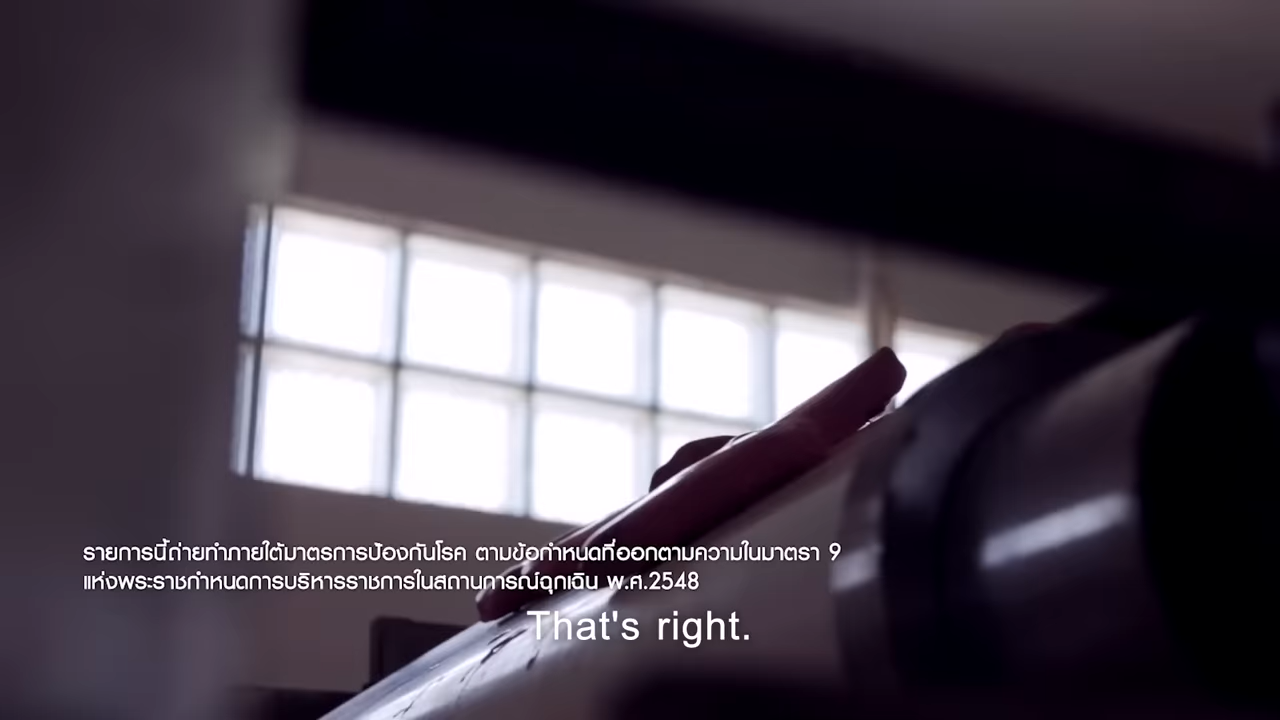 รายการนี้ถ่ายทำภายใต้มาตรการป้องกันโรค ตามข้อกำหนดที่ออกตามความในมาตรา 9
แห่งพระราชกำหนดการบริหารราชการในสถานการณ์ฉุกเฉิน พ.ศ.2548
That's right.